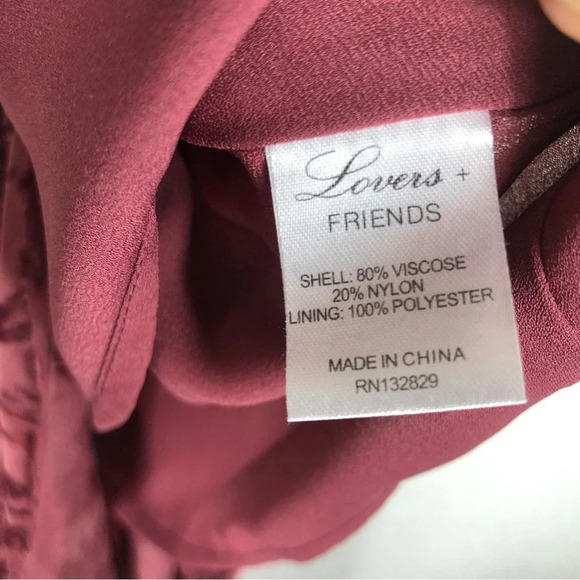 Lovers +
FRIENDS
SHELL: 80% VISCOSE
20% NYLON
LINING: 100% POLYESTER
MADE IN CHINA
RN132829